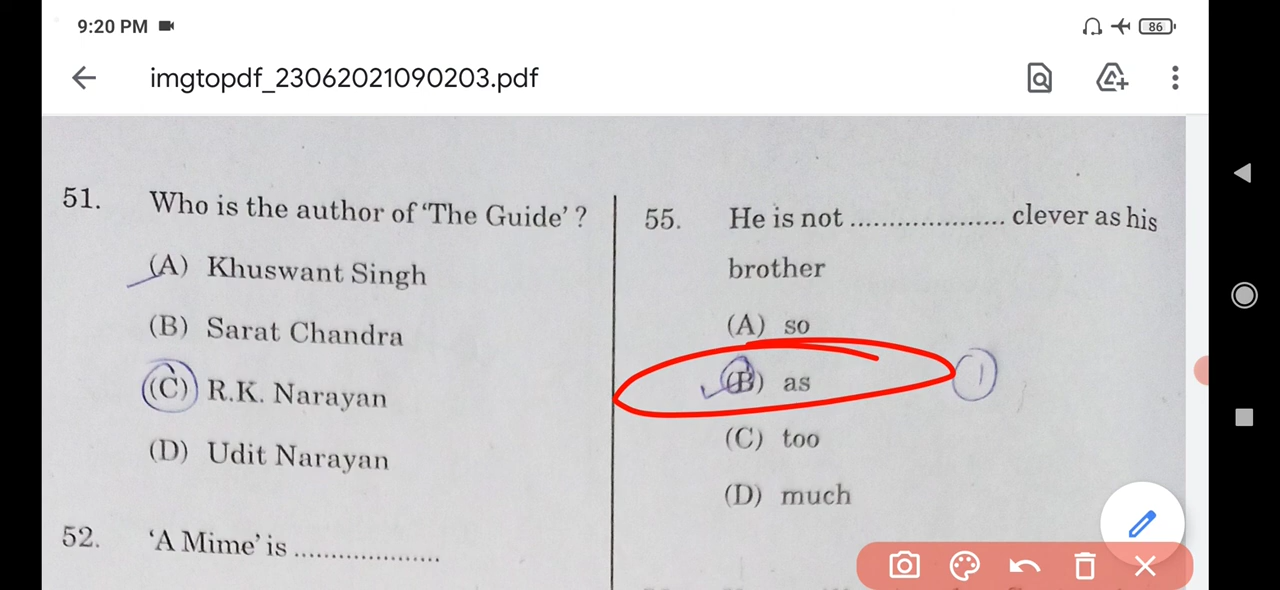 9:20 PM
86
imgtopdf_23062021090203.pdf
51. Who is the author of ‘The Guide’ ?
(A) Khuswant Singh
(B) Sarat Chandra
(C) R.K. Narayan
(D) Udit Narayan
52. ‘A Mime’ is ....................
55. He is not ..................... clever as his
brother
(A) so
(B) as
(C) too
(D) much
1